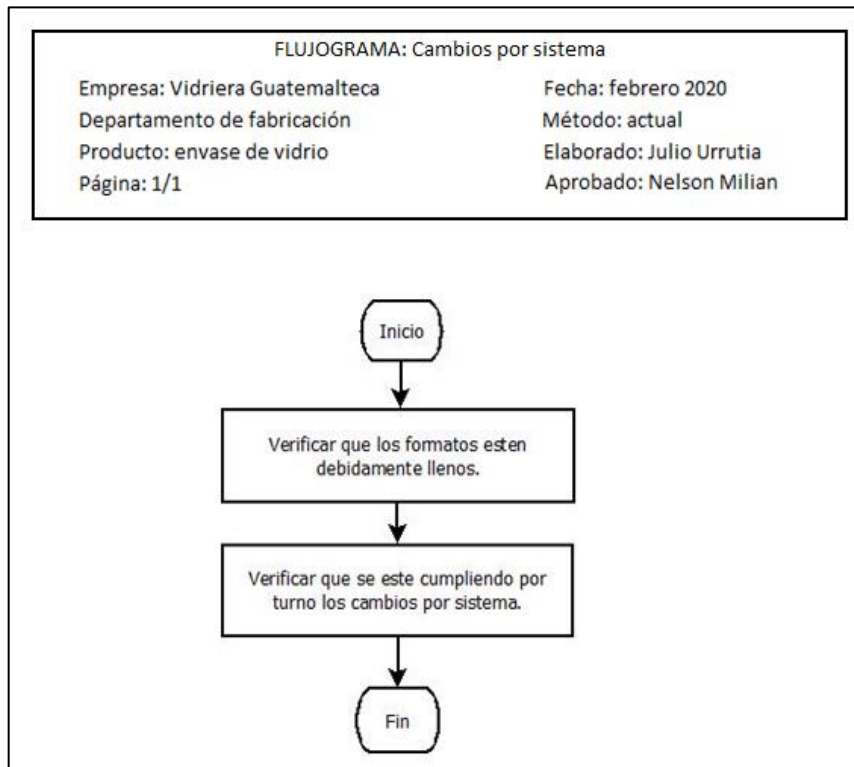 FLUJOGRAMA: Cambios por sistema
Empresa: Vidriera Guatemalteca
Fecha: febrero 2020
Departamento de fabricación
Método: actual
Producto: envase de vidrio
Elaborado: Julio Urrutia
Página: 1/1
Aprobado: Nelson Milian
Inicio
Verificar que los formatos esten
debidamente llenos.
Verificar que se este cumpliendo por
turno los cambios por sistema.
Fin